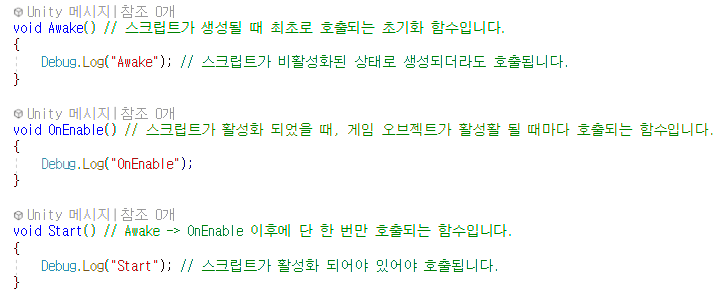 Unity 메시지|참조 0개
void Awake() // 스크립트가 생성될 때 최초로 호출되는 초기화 함수입니다.
{
Debug.Log("Awake"); // 스크립트가 비활성화된 상태로 생성되더라도 호출됩니다.
}
Unity 메시지|참조 0개
void OnEnable() // 스크립트가 활성화 되었을 때, 게임 오브젝트가 활성활 될 때마다 호출되는 함수입니다.
{
Debug.Log("OnEnable");
}
Unity 메시지|참조 0개
void Start() // Awake -> OnEnable 이후에 단 한 번만 호출되는 함수입니다.
{
Debug.Log("Start"); // 스크립트가 활성화 되어야 있어야 호출됩니다.
}